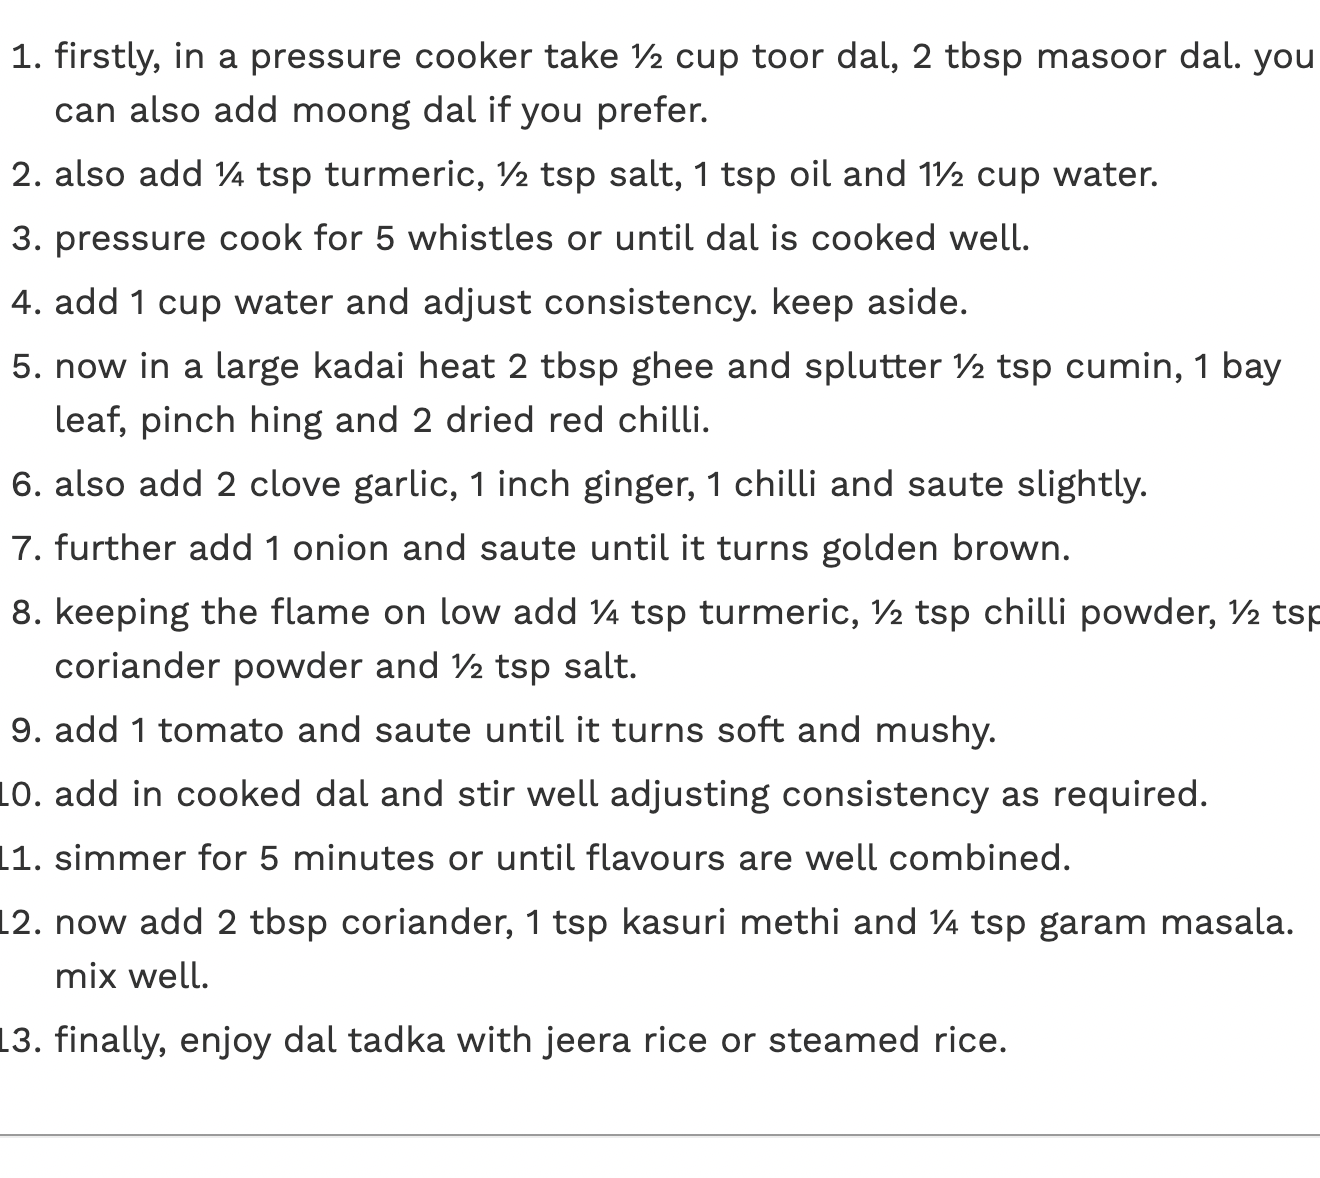 1. firstly, in a pressure cooker take ½ cup toor dal, 2 tbsp masoor dal. you
can also add moong dal if you prefer.
2. also add ¼ tsp turmeric, ½ tsp salt, 1 tsp oil and 1½ cup water.
3. pressure cook for 5 whistles or until dal is cooked well.
4. add 1 cup water and adjust consistency. keep aside.
5. now in a large kadai heat 2 tbsp ghee and splutter ½ tsp cumin, 1 bay
leaf, pinch hing and 2 dried red chilli.
6. also add 2 clove garlic, 1 inch ginger, 1 chilli and saute slightly.
7. further add 1 onion and saute until it turns golden brown.
8. keeping the flame on low add ¼ tsp turmeric, ½ tsp chilli powder, ½ tsp
coriander powder and ½ tsp salt.
9. add 1 tomato and saute until it turns soft and mushy.
10. add in cooked dal and stir well adjusting consistency as required.
11. simmer for 5 minutes or until flavours are well combined.
12. now add 2 tbsp coriander, 1 tsp kasuri methi and ¼ tsp garam masala.
mix well.
13. finally, enjoy dal tadka with jeera rice or steamed rice.